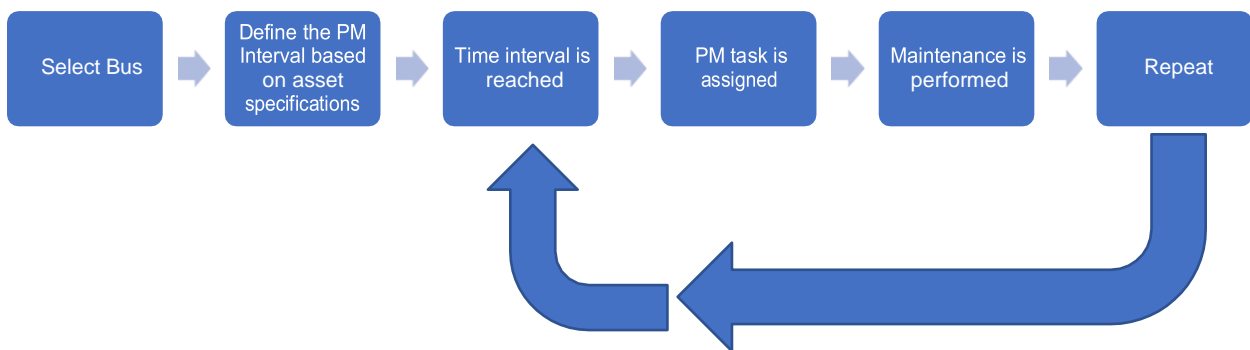 Select Bus
Define the PM
Interval based
on asset
specifications
Time interval is
reached
PM task is
assigned
Maintenance is
performed
Repeat